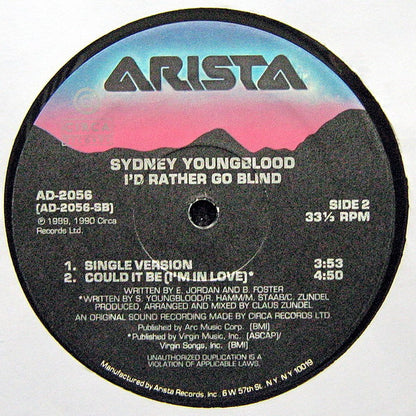 ARISTA
SYDNEY YOUNGBLOOD
I'D RATHER GO BLIND
AD-2056
(AD-2056-SB)
℗ 1989, 1990 Circa
Records Ltd.
SIDE 2
33⅓ RPM
1. SINGLE VERSION 3:53
2. COULD IT BE (I'M IN LOVE)* 4:50
WRITTEN BY E. JORDAN AND B. FOSTER
*WRITTEN BY S. YOUNGBLOOD/R. HAMM/M. STAAB/C. ZUNDEL
PRODUCED, ARRANGED AND MIXED BY CLAUS ZUNDEL
AN ORIGINAL SOUND RECORDING MADE BY CIRCA RECORDS LTD.
Published by Arc Music Corp. (BMI)
*Published by Virgin Music, Inc. (ASCAP)/
Virgin Songs, Inc. (BMI)
UNAUTHORIZED DUPLICATION IS A
VIOLATION OF APPLICABLE LAWS.
Manufactured by Arista Records, Inc. 6 W 57th St. N.Y. N.Y. 10019